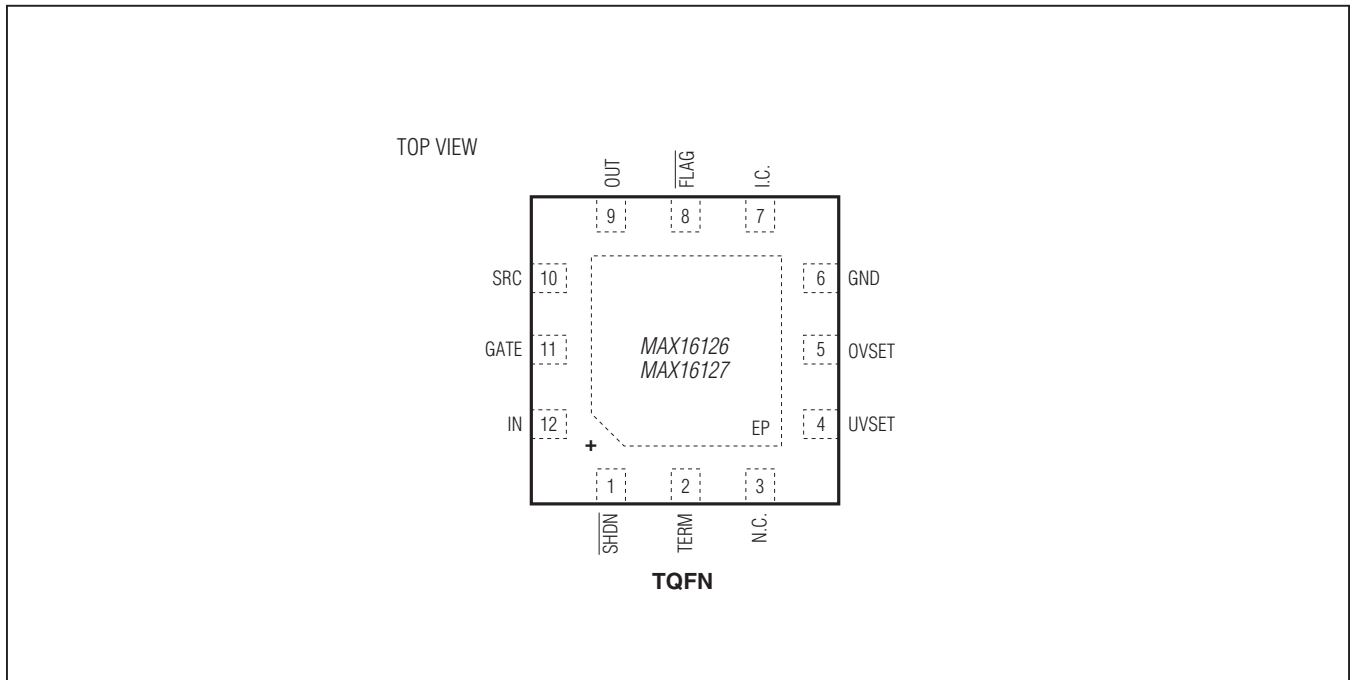 TOP VIEW
OUT
FLAG
I.C.
9
8
7
SRC 10
6 GND
GATE 11
MAX16126
MAX16127
5 OVSET
IN 12
EP
4 UVSET
+
1
2
3
SHDN
TERM
N.C.
TQFN